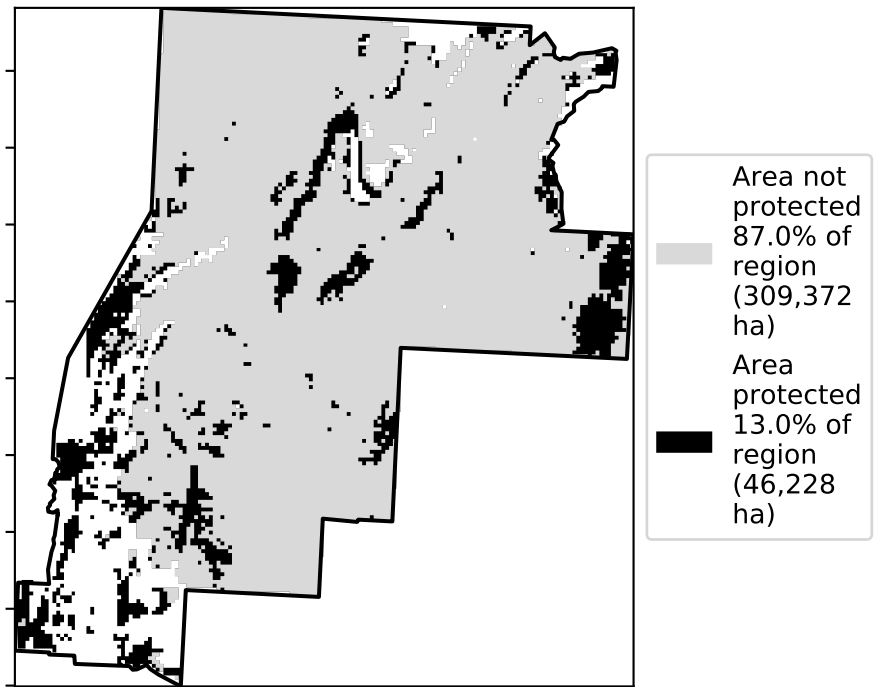 Area not
protected
87.0% of
region
(309,372
ha)
Area
protected
13.0% of
region
(46,228
ha)